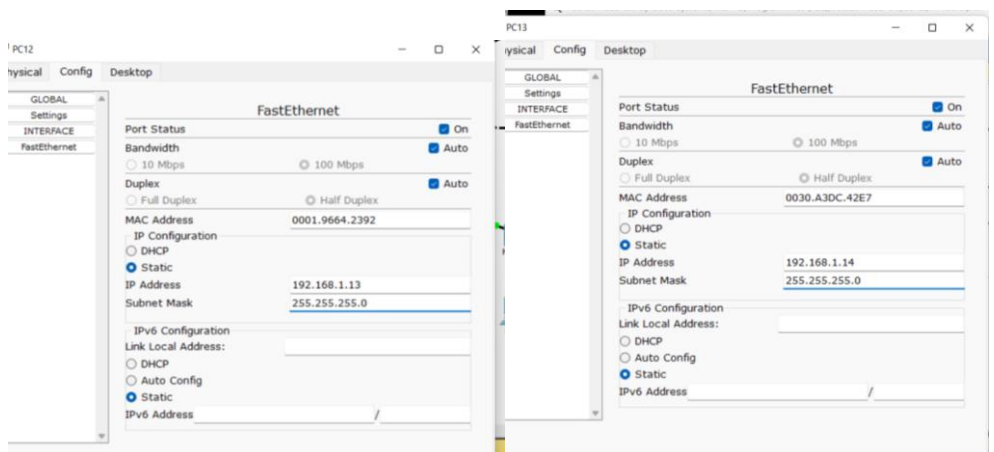 PC12
hysical Config Desktop
GLOBAL
Settings
INTERFACE
FastEthernet
FastEthernet
Port Status On
Bandwidth Auto
10 Mbps 100 Mbps
Duplex Auto
Full Duplex Half Duplex
MAC Address 0001.9664.2392
IP Configuration
DHCP
Static
IP Address 192.168.1.13
Subnet Mask 255.255.255.0
IPv6 Configuration
Link Local Address:
DHCP
Auto Config
Static
IPv6 Address /
PC13
ysical Config Desktop
GLOBAL
Settings
INTERFACE
FastEthernet
FastEthernet
Port Status On
Bandwidth Auto
10 Mbps 100 Mbps
Duplex Auto
Full Duplex Half Duplex
MAC Address 0030.A3DC.42E7
IP Configuration
DHCP
Static
IP Address 192.168.1.14
Subnet Mask 255.255.255.0
IPv6 Configuration
Link Local Address:
DHCP
Auto Config
Static
IPv6 Address /